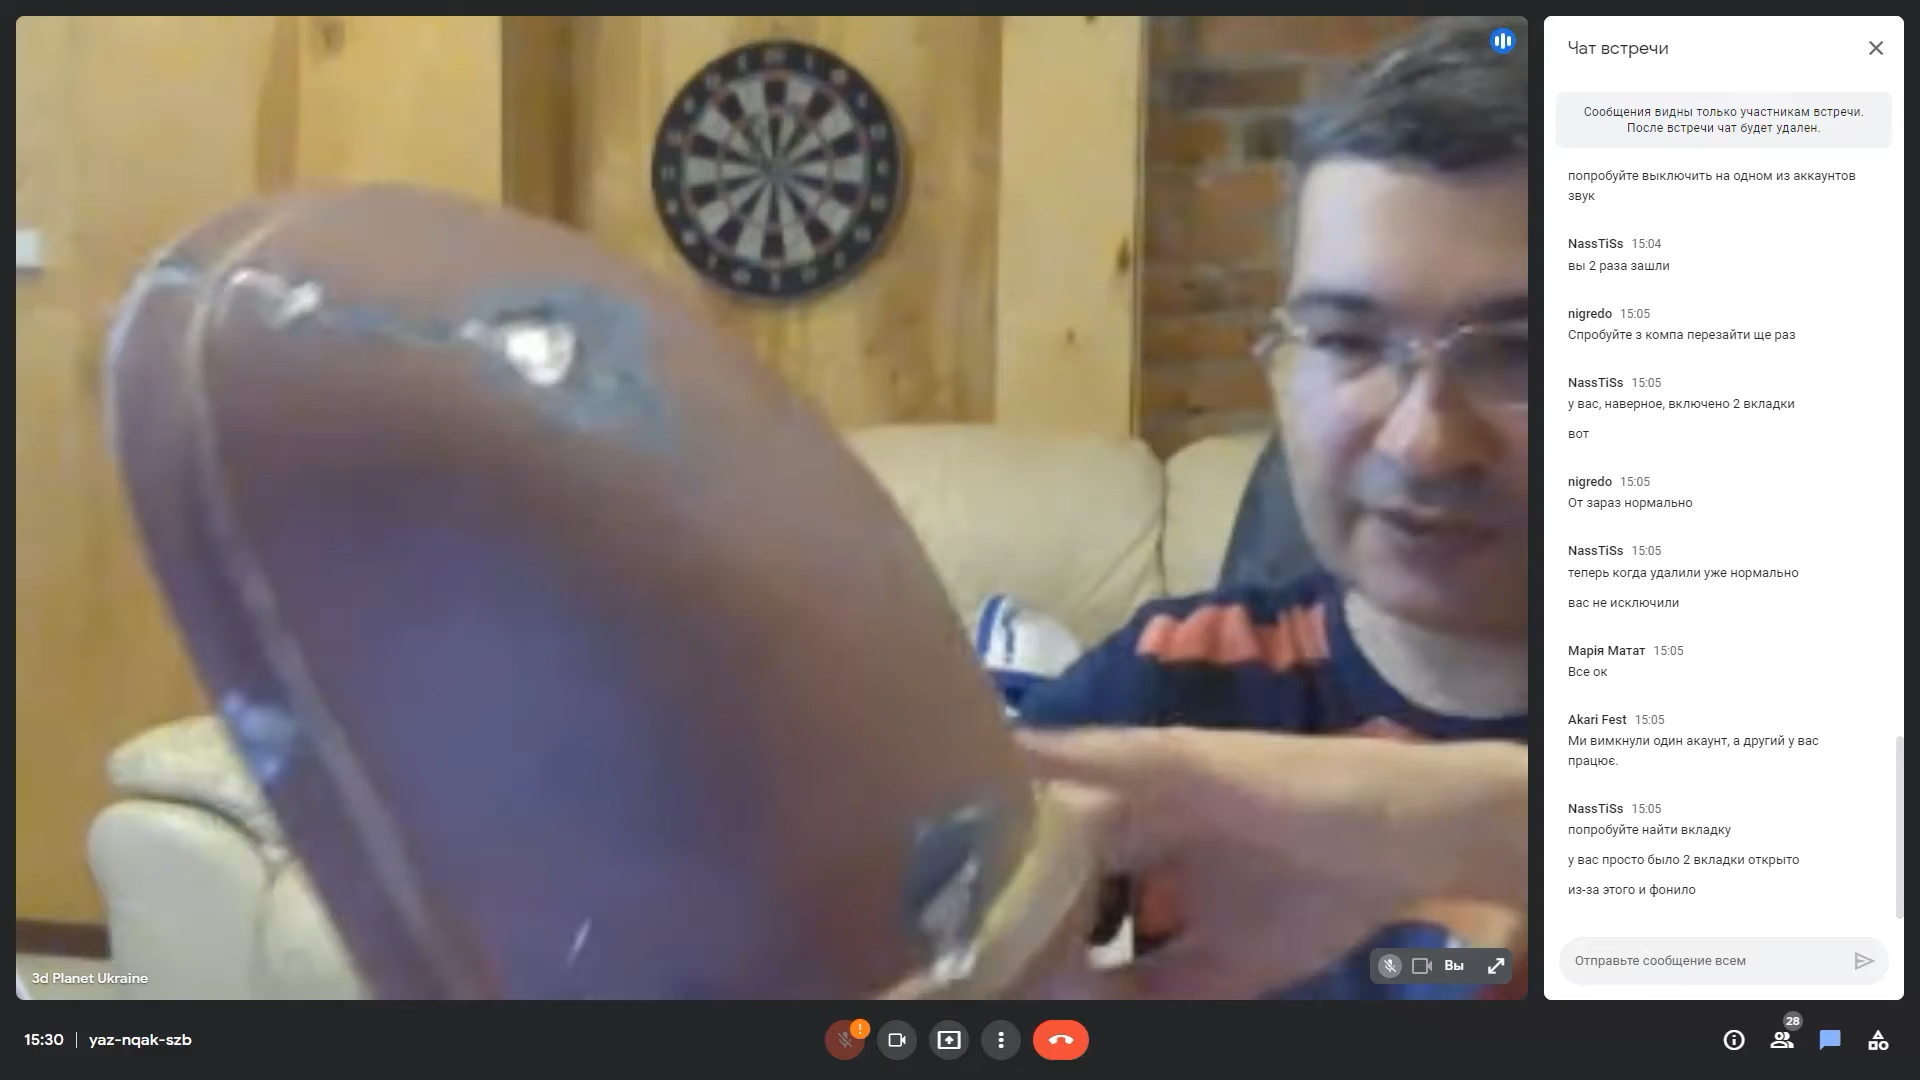 Чат встречи
Сообщения видны только участникам встречи.
После встречи чат будет удален.
попробуйте выключить на одном из аккаунтов
звук
NassTiSs 15:04
вы 2 раза зашли
nigredo 15:05
Спробуйте з компа перезайти ще раз
NassTiSs 15:05
у вас, наверное, включено 2 вкладки
вот
nigredo 15:05
От зараз нормально
NassTiSs 15:05
теперь когда удалили уже нормально
вас не исключили
Марія Матат 15:05
Все ок
Akari Fest 15:05
Ми вимкнули один акаунт, а другий у вас
працює.
NassTiSs 15:05
попробуйте найти вкладку
у вас просто было 2 вкладки открыто
из-за этого и фонило
Отправьте сообщение всем
3d Planet Ukraine
Вы
15:30 yaz-nqak-szb
28